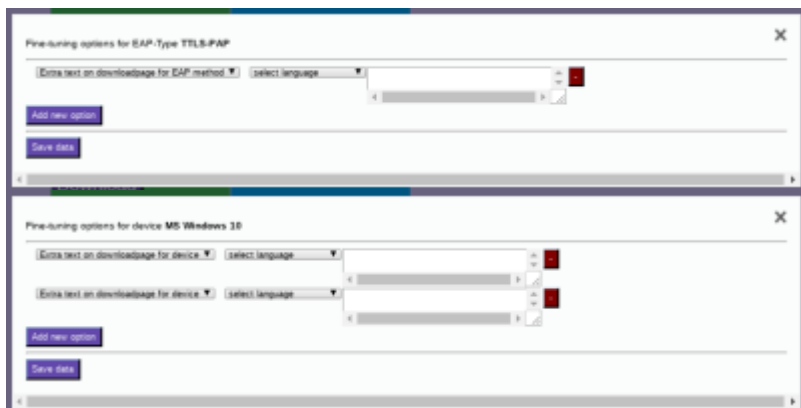 Fine-tuning options for EAP-Type TTLS-PAP
Extra text on downloadpage for EAP method select language -
Add new option
Save data
Fine-tuning options for device MS Windows 10
Extra text on downloadpage for device select language -
Extra text on downloadpage for device select language -
Add new option
Save data